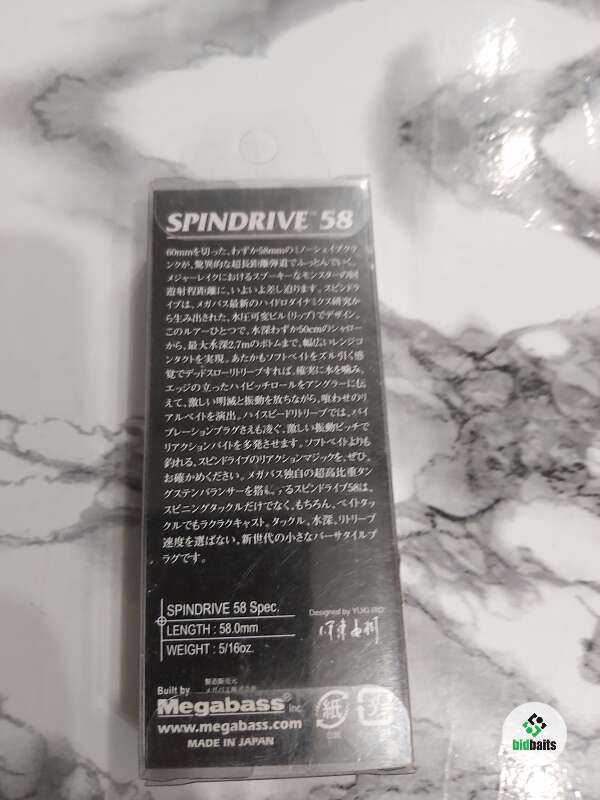 SPINDRIVE™ 58
60mmを切った、わずか58mmのミノーシェイプクラ
ンクが、驚異的な超長距離弾道でふっとんでいく。
メジャーレイクにおけるスプーキーなモンスターの回
遊射程距離に、いよいよ差し迫ります。スピンドラ
イブは、メガバス最新のハイドロダイナミクス研究か
ら生み出された、水圧可変ビル(リップ)でデザイン。
このルアーひとつで、水深わずか50cmのシャロー
から、最大水深2.7mのボトムまで、幅広いレンジコ
ンタクトを実現。あたかもソフトベイトをズル引く感
覚でデッドスローリトリーブすれば、確実に水を噛み、
エッジの立ったハイピッチロールをアングラーに伝
えて、激しい明滅と振動を放ちながら、喰わせのリ
アルベイトを演出。ハイスピードリトリーブでは、バイ
ブレーションプラグさえも凌ぐ、激しい振動ピッチで
リアクションバイトを多発させます。ソフトベイトよりも
釣れる、スピンドライブのリアクションマジックを、ぜひ、
お確かめください。メガバス独自の超高比重タン
グステンバランサーを搭 するスピンドライブ58は、
スピニングタックルだけでなく、もちろん、ベイトタッ
クルでもラクラクキャスト。タックル、水深、リトリーブ
速度を選ばない、新世代の小さなバーサタイルプ
ラグです。
SPINDRIVE 58 Spec.
LENGTH : 58.0mm
WEIGHT : 5/16oz.
Designed by YUKI ITO
伊東由樹
Built by
製造販売元
メガバス株式会社
Megabass® Inc.
www.megabass.com
MADE IN JAPAN
紙
プラ
bidbaits